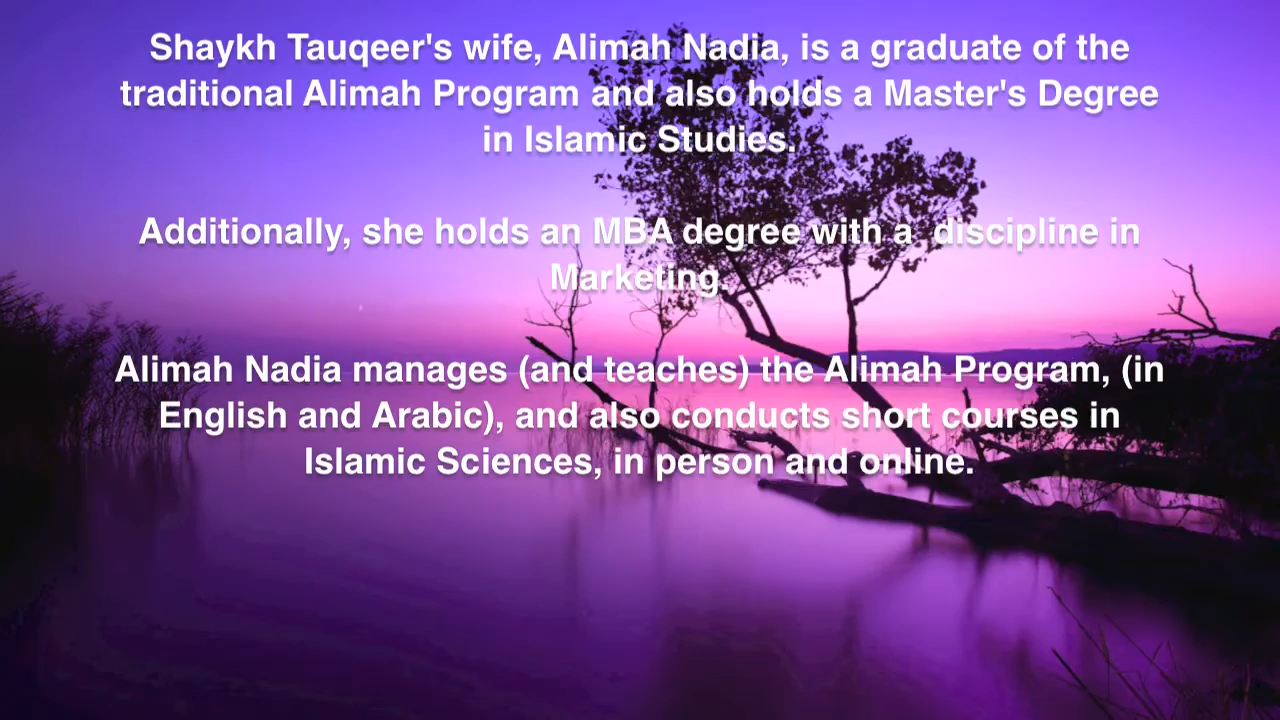 Shaykh Tauqeer's wife, Alimah Nadia, is a graduate of the
traditional Alimah Program and also holds a Master's Degree
in Islamic Studies.
Additionally, she holds an MBA degree with a  discipline in
Marketing.
Alimah Nadia manages (and teaches) the Alimah Program, (in
English and Arabic), and also conducts short courses in
Islamic Sciences, in person and online.